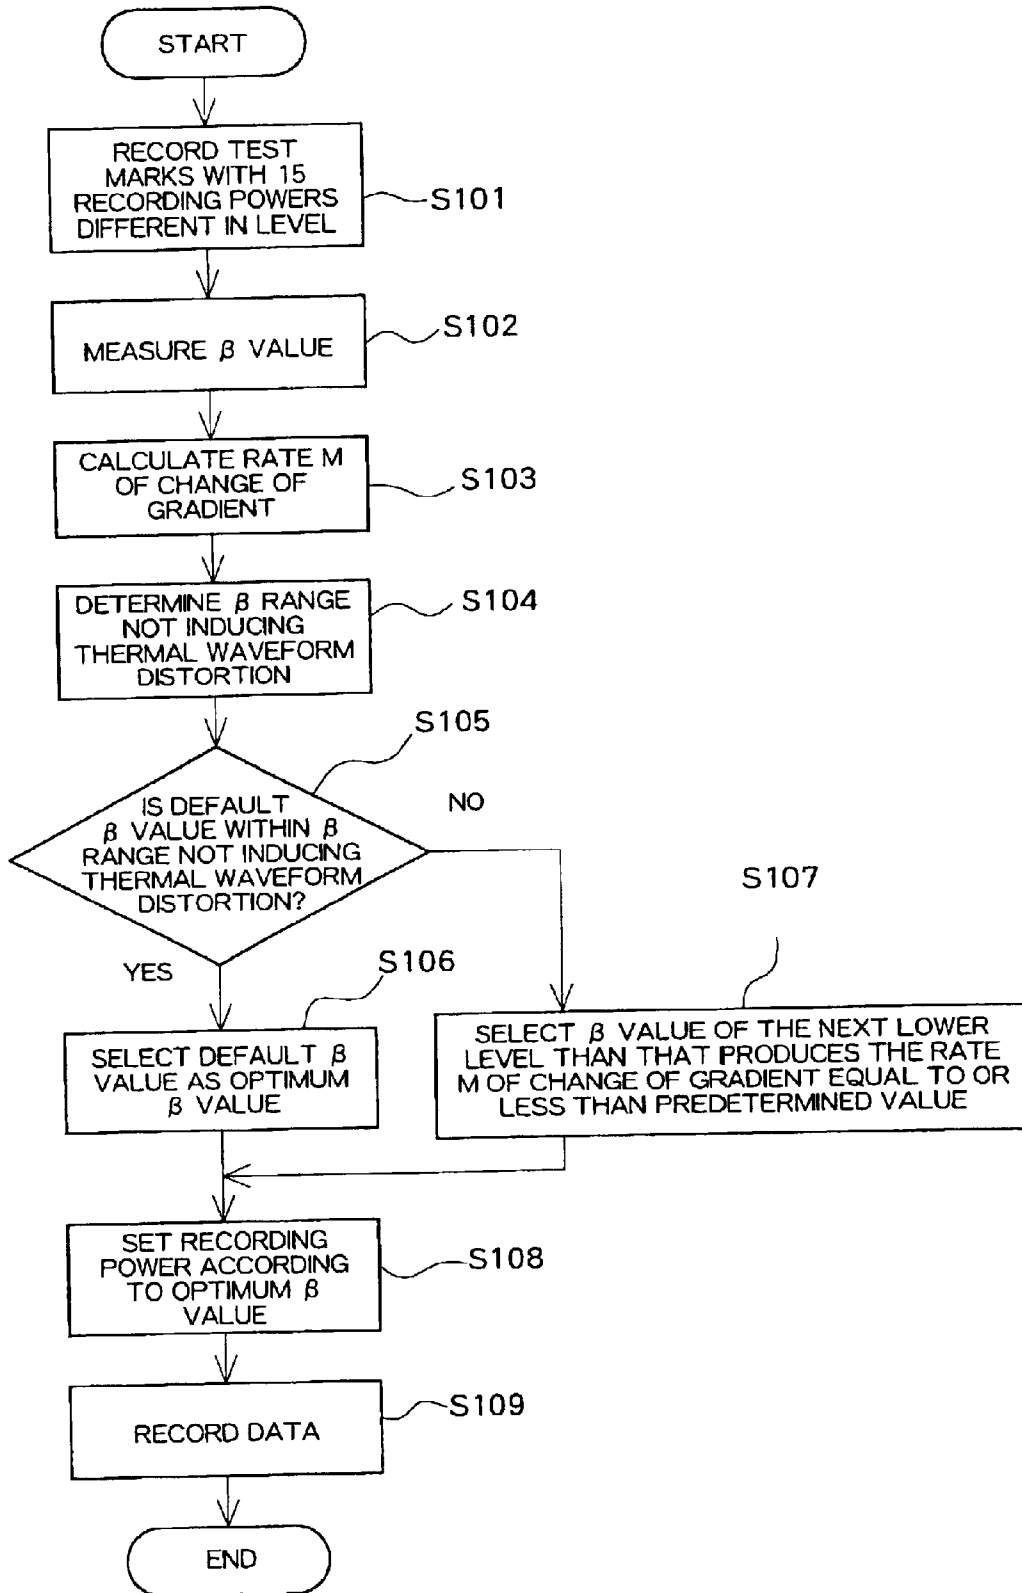 START
RECORD TEST
MARKS WITH 15
RECORDING POWERS
DIFFERENT IN LEVEL
S101
MEASURE β VALUE
S102
CALCULATE RATE M
OF CHANGE OF
GRADIENT
S103
DETERMINE β RANGE
NOT INDUCING
THERMAL WAVEFORM
DISTORTION
S104
S105
IS DEFAULT
β VALUE WITHIN β
RANGE NOT INDUCING
THERMAL WAVEFORM
DISTORTION?
NO
YES
S106
SELECT DEFAULT β
VALUE AS OPTIMUM
β VALUE
S107
SELECT β VALUE OF THE NEXT LOWER
LEVEL THAN THAT PRODUCES THE RATE
M OF CHANGE OF GRADIENT EQUAL TO OR
LESS THAN PREDETERMINED VALUE
SET RECORDING
POWER ACCORDING
TO OPTIMUM β
VALUE
S108
RECORD DATA
S109
END